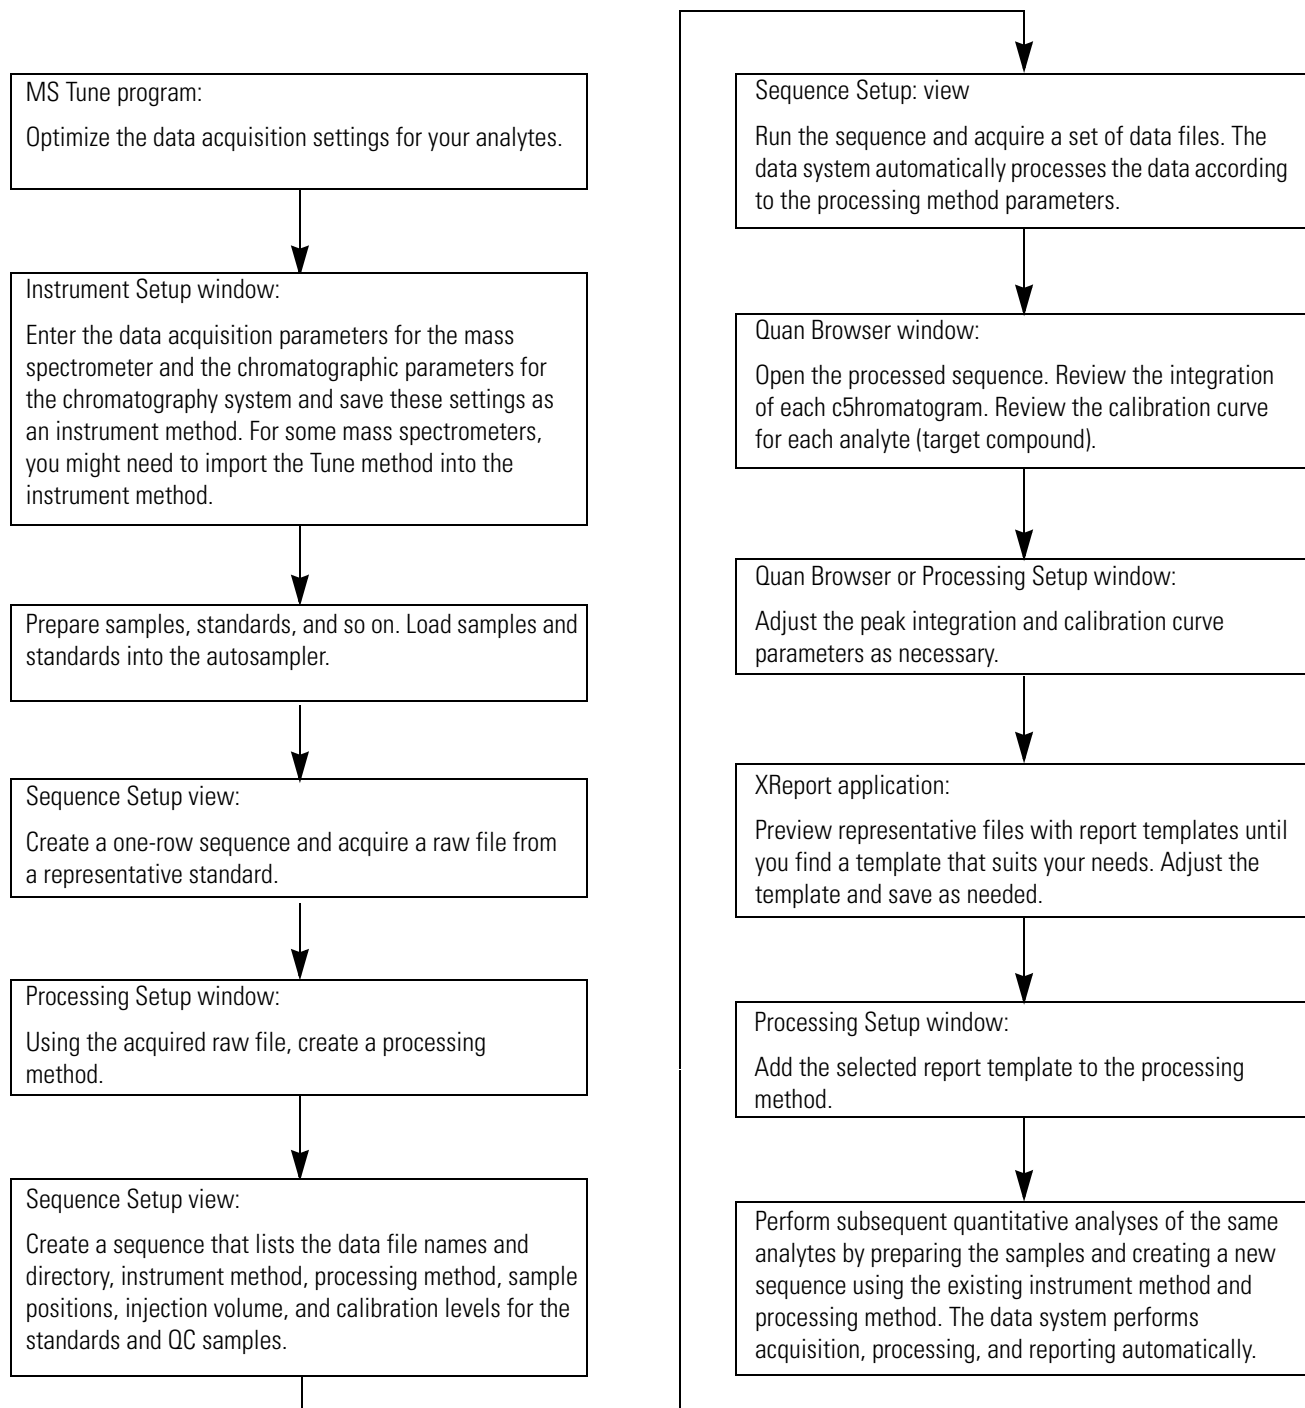 MS Tune program:
Optimize the data acquisition settings for your analytes.
Instrument Setup window:
Enter the data acquisition parameters for the mass
spectrometer and the chromatographic parameters for
the chromatography system and save these settings as
an instrument method. For some mass spectrometers,
you might need to import the Tune method into the
instrument method.
Prepare samples, standards, and so on. Load samples and
standards into the autosampler.
Sequence Setup view:
Create a one-row sequence and acquire a raw file from
a representative standard.
Processing Setup window:
Using the acquired raw file, create a processing
method.
Sequence Setup view:
Create a sequence that lists the data file names and
directory, instrument method, processing method, sample
positions, injection volume, and calibration levels for the
standards and QC samples.
Sequence Setup: view
Run the sequence and acquire a set of data files. The
data system automatically processes the data according
to the processing method parameters.
Quan Browser window:
Open the processed sequence. Review the integration
of each c5hromatogram. Review the calibration curve
for each analyte (target compound).
Quan Browser or Processing Setup window:
Adjust the peak integration and calibration curve
parameters as necessary.
XReport application:
Preview representative files with report templates until
you find a template that suits your needs. Adjust the
template and save as needed.
Processing Setup window:
Add the selected report template to the processing
method.
Perform subsequent quantitative analyses of the same
analytes by preparing the samples and creating a new
sequence using the existing instrument method and
processing method. The data system performs
acquisition, processing, and reporting automatically.